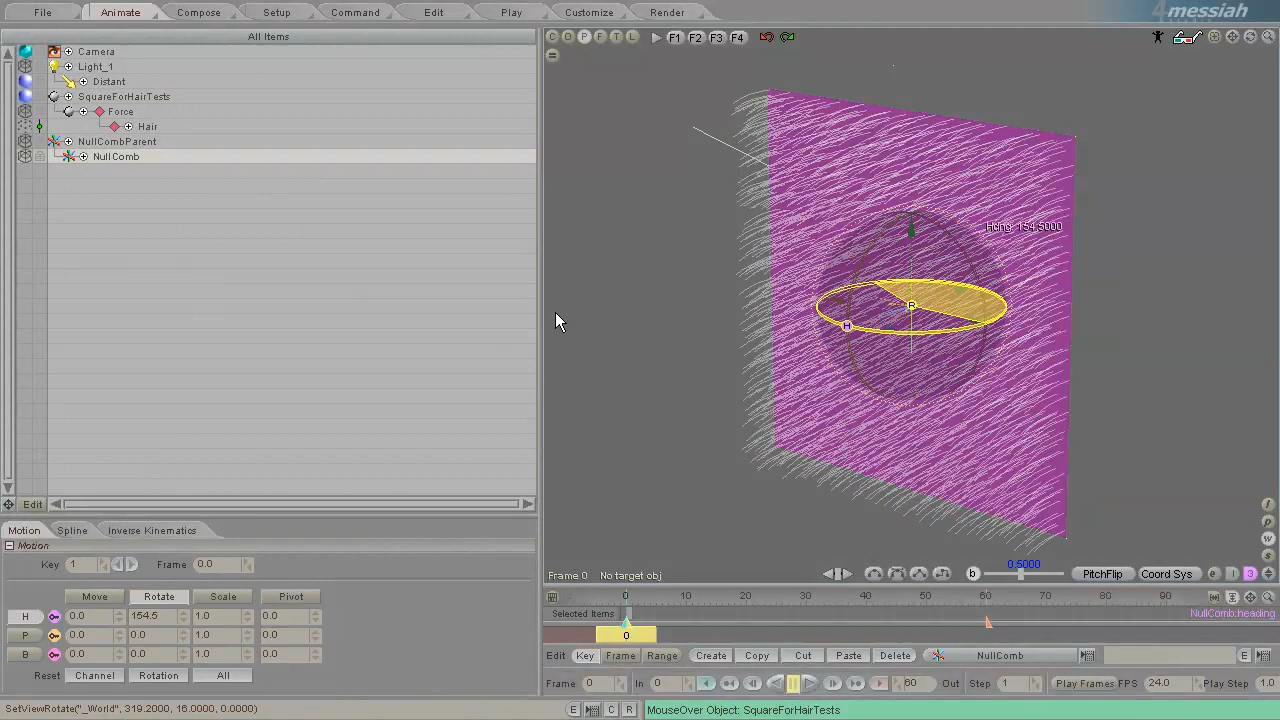 File Animate Compose Setup Command Edit Play Customize Render 4messiah
All Items
Camera
Light_1
Distant
SquareForHairTests
Force
Hair
NullCombParent
NullComb
Edit
C O P F T L F1 F2 F3 F4
Hdng: 154.5000
R
H
Frame 0 No target obj
b 0.5000 PitchFlip Coord Sys e I 3
i
p
w
s
Motion Spline Inverse Kinematics
Motion
Key 1 Frame 0.0
Move Rotate Scale Pivot
H 0.0 154.5 1.0 0.0
P 0.0 0.0 1.0 0.0
B 0.0 0.0 1.0 0.0
Reset Channel Rotation All
0 10 20 30 40 50 60 70 80 90
Selected Items NullComb:heading
0
Edit Key Frame Range Create Copy Cut Paste Delete NullComb E
Frame 0 In 0 60 Out Step 1 Play Frames FPS 24.0 Play Step 1.0
SetViewRotate("_World", 319.2000, 16.0000, 0.0000) E C R MouseOver Object: SquareForHairTests